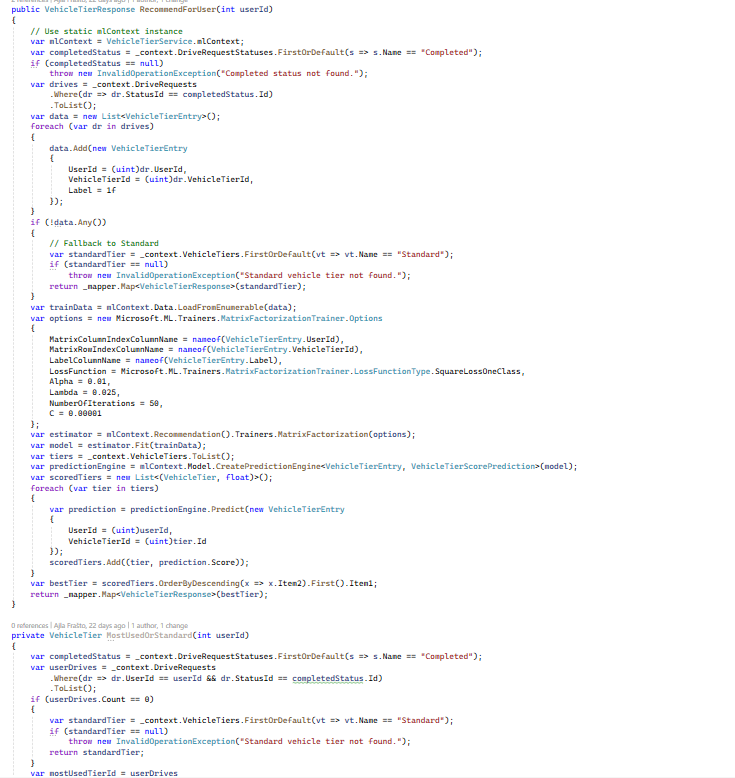 2 references | Ajla Frašto, 22 days ago | 1 author, 1 change
public VehicleTierResponse RecommendForUser(int userId)
{
    // Use static mlContext instance
    var mlContext = VehicleTierService.mlContext;
    var completedStatus = _context.DriveRequestStatuses.FirstOrDefault(s => s.Name == "Completed");
    if (completedStatus == null)
        throw new InvalidOperationException("Completed status not found.");
    var drives = _context.DriveRequests
        .Where(dr => dr.StatusId == completedStatus.Id)
        .ToList();
    var data = new List<VehicleTierEntry>();
    foreach (var dr in drives)
    {
        data.Add(new VehicleTierEntry
        {
            UserId = (uint)dr.UserId,
            VehicleTierId = (uint)dr.VehicleTierId,
            Label = 1f
        });
    }
    if (!data.Any())
    {
        // Fallback to Standard
        var standardTier = _context.VehicleTiers.FirstOrDefault(vt => vt.Name == "Standard");
        if (standardTier == null)
            throw new InvalidOperationException("Standard vehicle tier not found.");
        return _mapper.Map<VehicleTierResponse>(standardTier);
    }
    var trainData = mlContext.Data.LoadFromEnumerable(data);
    var options = new Microsoft.ML.Trainers.MatrixFactorizationTrainer.Options
    {
        MatrixColumnIndexColumnName = nameof(VehicleTierEntry.UserId),
        MatrixRowIndexColumnName = nameof(VehicleTierEntry.VehicleTierId),
        LabelColumnName = nameof(VehicleTierEntry.Label),
        LossFunction = Microsoft.ML.Trainers.MatrixFactorizationTrainer.LossFunctionType.SquareLossOneClass,
        Alpha = 0.01,
        Lambda = 0.025,
        NumberOfIterations = 50,
        C = 0.00001
    };
    var estimator = mlContext.Recommendation().Trainers.MatrixFactorization(options);
    var model = estimator.Fit(trainData);
    var tiers = _context.VehicleTiers.ToList();
    var predictionEngine = mlContext.Model.CreatePredictionEngine<VehicleTierEntry, VehicleTierScorePrediction>(model);
    var scoredTiers = new List<(VehicleTier, float)>();
    foreach (var tier in tiers)
    {
        var prediction = predictionEngine.Predict(new VehicleTierEntry
        {
            UserId = (uint)userId,
            VehicleTierId = (uint)tier.Id
        });
        scoredTiers.Add((tier, prediction.Score));
    }
    var bestTier = scoredTiers.OrderByDescending(x => x.Item2).First().Item1;
    return _mapper.Map<VehicleTierResponse>(bestTier);
}
0 references | Ajla Frašto, 22 days ago | 1 author, 1 change
private VehicleTier MostUsedOrStandard(int userId)
{
    var completedStatus = _context.DriveRequestStatuses.FirstOrDefault(s => s.Name == "Completed");
    var userDrives = _context.DriveRequests
        .Where(dr => dr.UserId == userId && dr.StatusId == completedStatus.Id)
        .ToList();
    if (userDrives.Count == 0)
    {
        var standardTier = _context.VehicleTiers.FirstOrDefault(vt => vt.Name == "Standard");
        if (standardTier == null)
            throw new InvalidOperationException("Standard vehicle tier not found.");
        return standardTier;
    }
    var mostUsedTierId = userDrives